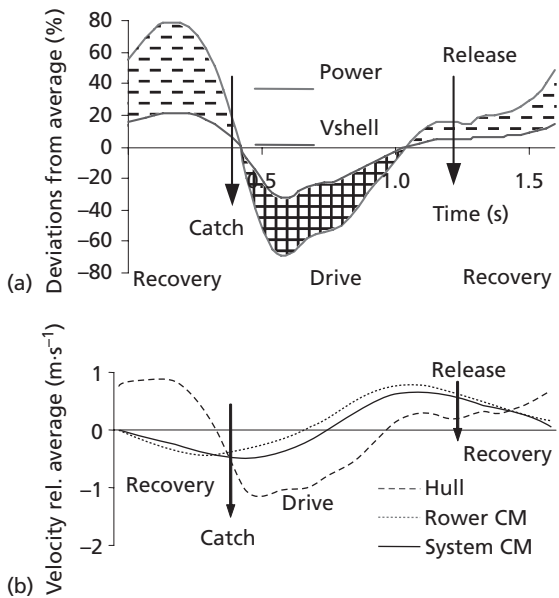 (a)
Deviations from average (%)
80
60
40
20
0
−20
−40
−60
−80
Power
Vshell
Release
0.5
1.0
1.5
Catch
Time (s)
Recovery
Drive
Recovery
(b)
Velocity rel. average (m·s⁻¹)
1
0
−1
−2
Release
Recovery
Recovery
Drive
Catch
Hull
Rower CM
System CM